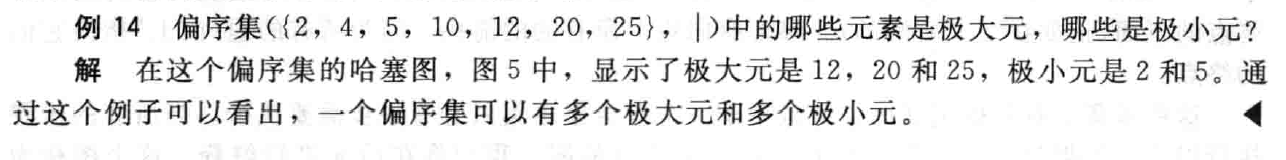 例 14 偏序集({2，4，5，10，12，20，25}，|)中的哪些元素是极大元，哪些是极小元？
解 在这个偏序集的哈塞图，图 5 中，显示了极大元是 12，20 和 25，极小元是 2 和 5。通
过这个例子可以看出，一个偏序集可以有多个极大元和多个极小元。 ◀